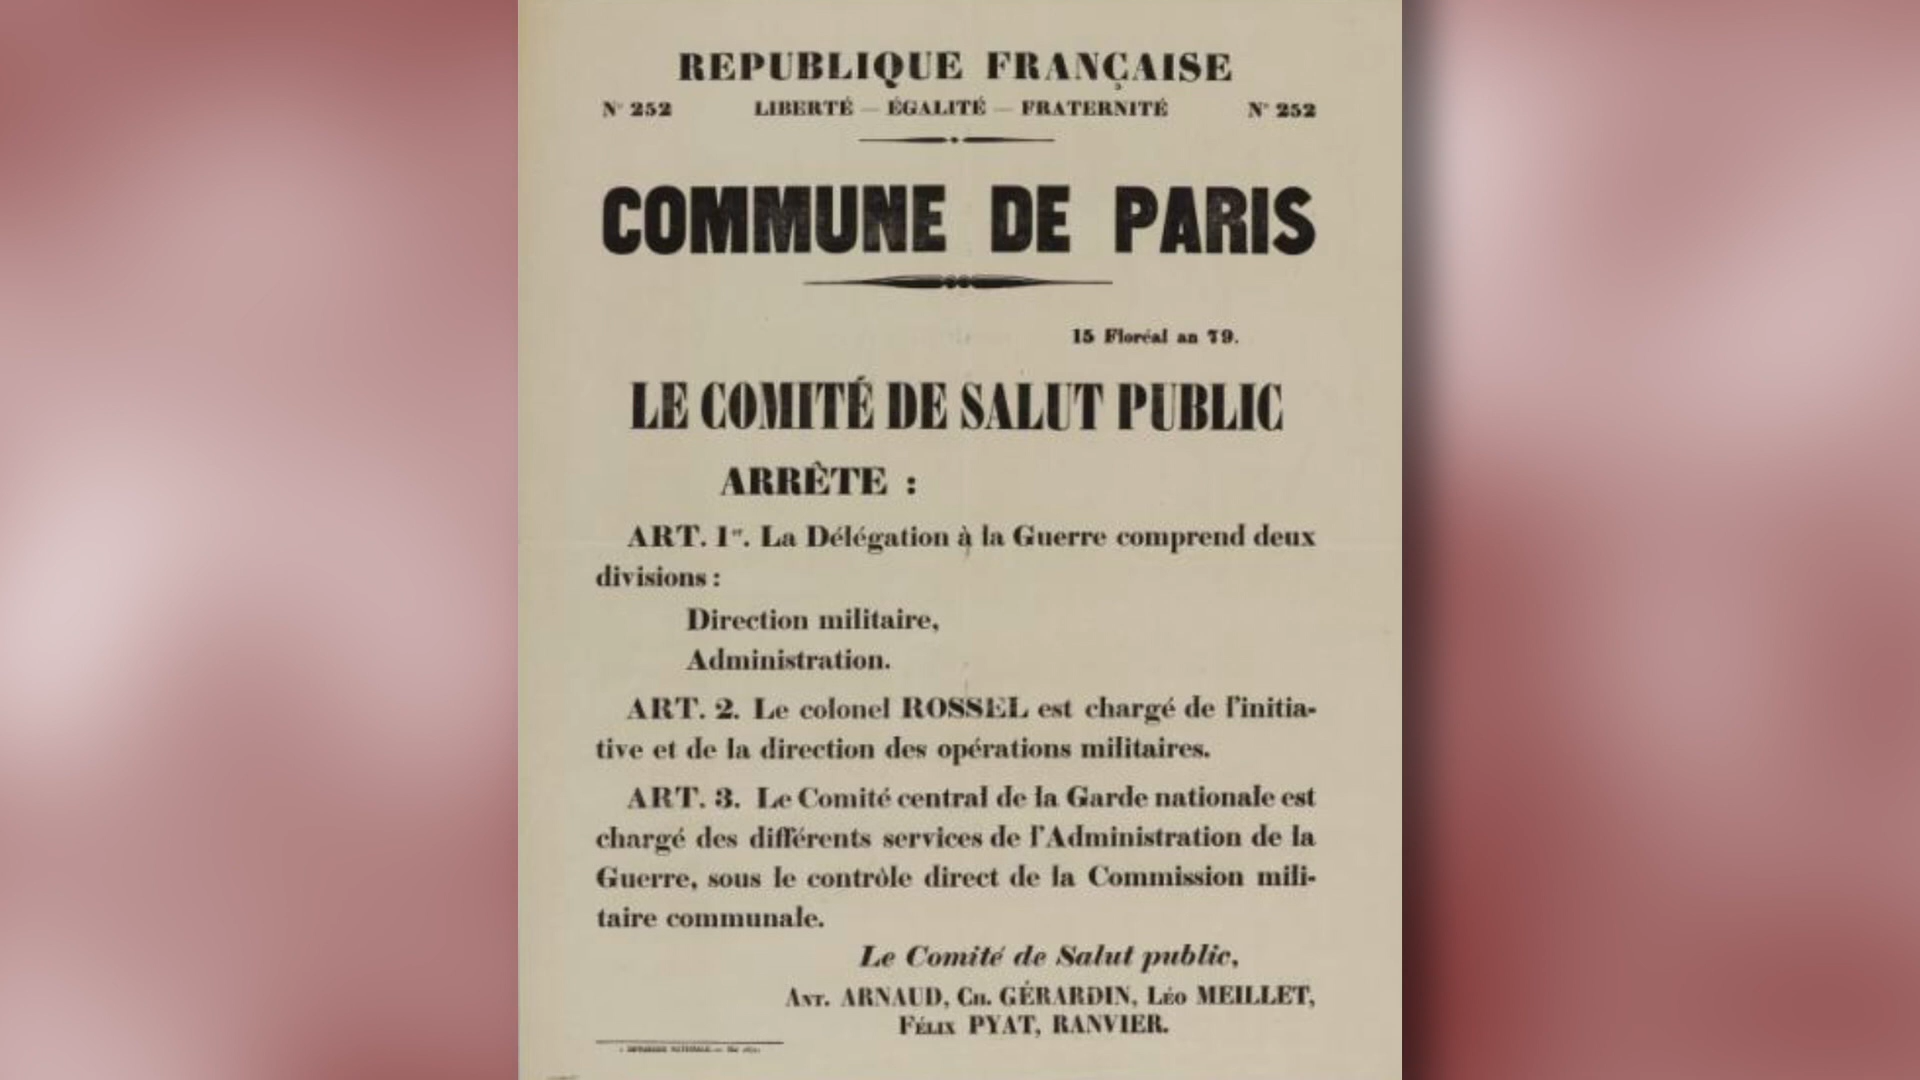 REPUBLIQUE FRANÇAISE
N° 252 LIBERTÉ — ÉGALITÉ — FRATERNITÉ N° 252
COMMUNE DE PARIS
15 Floréal an 79.
LE COMITÉ DE SALUT PUBLIC
ARRÊTE :
ART. 1er. La Délégation à la Guerre comprend deux
divisions :
Direction militaire,
Administration.
ART. 2. Le colonel ROSSEL est chargé de l'initia-
tive et de la direction des opérations militaires.
ART. 3. Le Comité central de la Garde nationale est
chargé des différents services de l'Administration de la
Guerre, sous le contrôle direct de la Commission mili-
taire communale.
Le Comité de Salut public,
ANT. ARNAUD, CH. GÉRARDIN, LÉO MEILLET,
FÉLIX PYAT, RANVIER.
IMPRIMERIE NATIONALE. — Mai 1871.